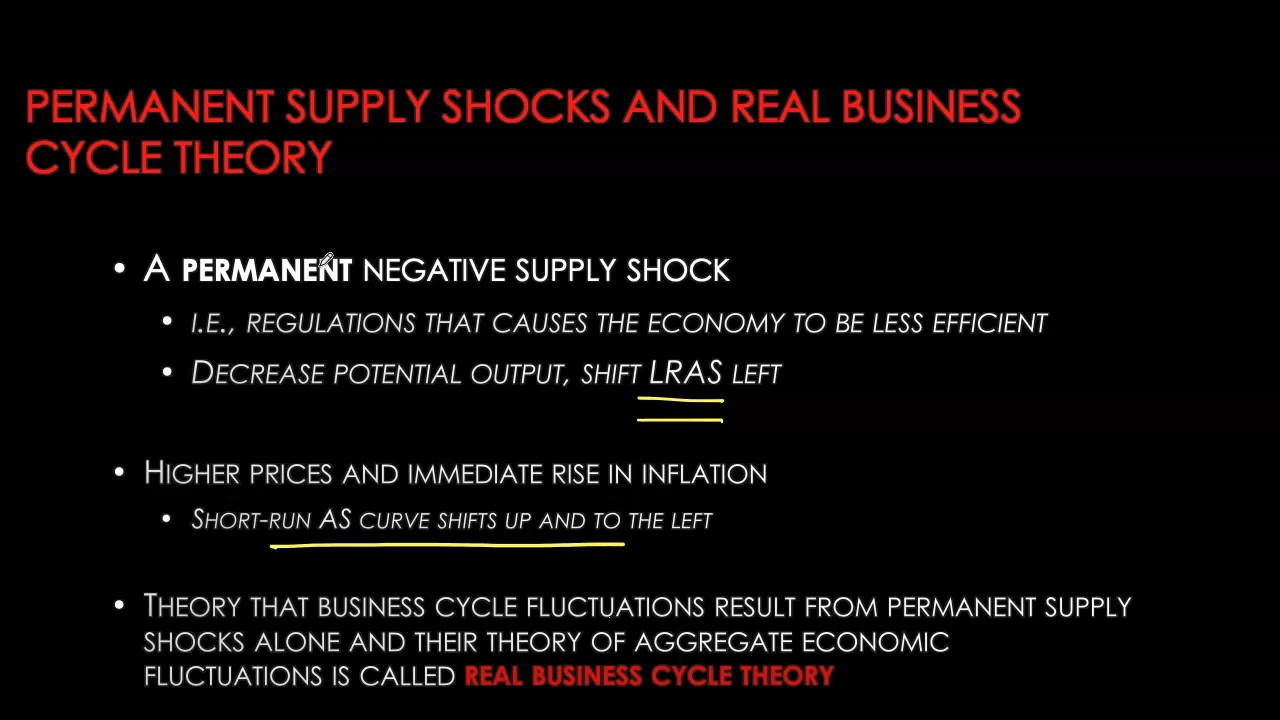 PERMANENT SUPPLY SHOCKS AND REAL BUSINESS
CYCLE THEORY
• A PERMANENT NEGATIVE SUPPLY SHOCK
• I.E., REGULATIONS THAT CAUSES THE ECONOMY TO BE LESS EFFICIENT
• DECREASE POTENTIAL OUTPUT, SHIFT LRAS LEFT
• HIGHER PRICES AND IMMEDIATE RISE IN INFLATION
• SHORT-RUN AS CURVE SHIFTS UP AND TO THE LEFT
• THEORY THAT BUSINESS CYCLE FLUCTUATIONS RESULT FROM PERMANENT SUPPLY
SHOCKS ALONE AND THEIR THEORY OF AGGREGATE ECONOMIC
FLUCTUATIONS IS CALLED REAL BUSINESS CYCLE THEORY